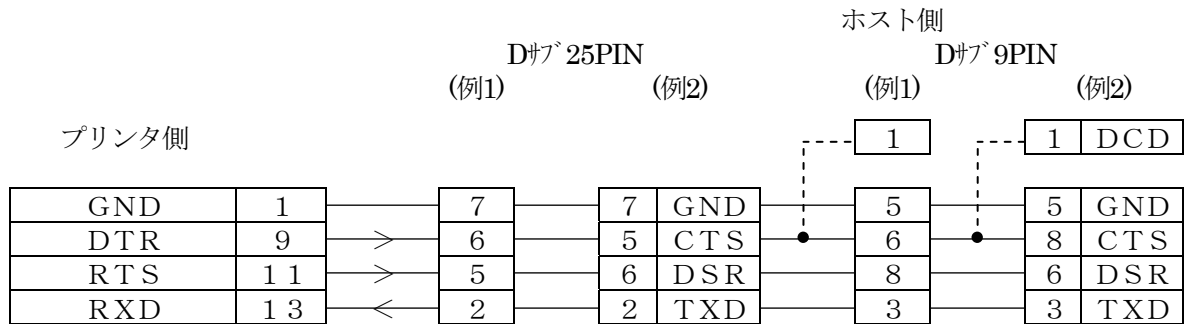 ホスト側
Dｻﾌﾞ25PIN Dｻﾌﾞ9PIN
(例1) (例2) (例1) (例2)
プリンタ側 1 1 DCD
GND 1 7 7 GND 5 5 GND
DTR 9 6 5 CTS 6 8 CTS
RTS 11 5 6 DSR 8 6 DSR
RXD 13 2 2 TXD 3 3 TXD